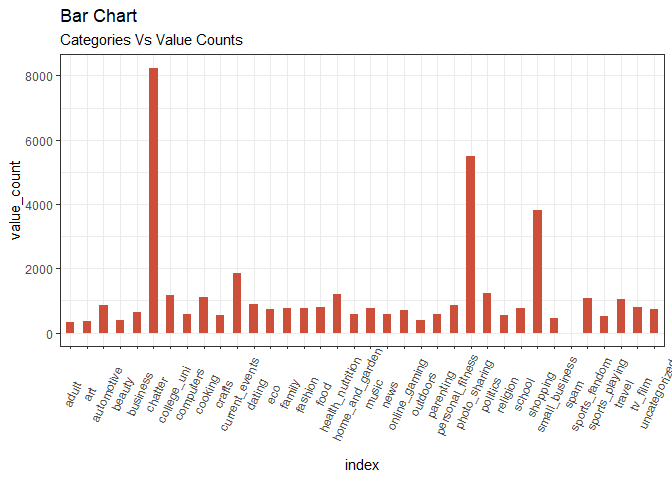 Bar Chart
Categories Vs Value Counts
value_count
8000
6000
4000
2000
0
adult
art
automotive
beauty
business
chatter
college_uni
computers
cooking
crafts
current_events
dating
eco
family
fashion
food
health_nutrition
home_and_garden
music
news
online_gaming
outdoors
parenting
personal_fitness
photo_sharing
politics
religion
school
shopping
small_business
spam
sports_fandom
sports_playing
travel
tv_film
uncategorized
index